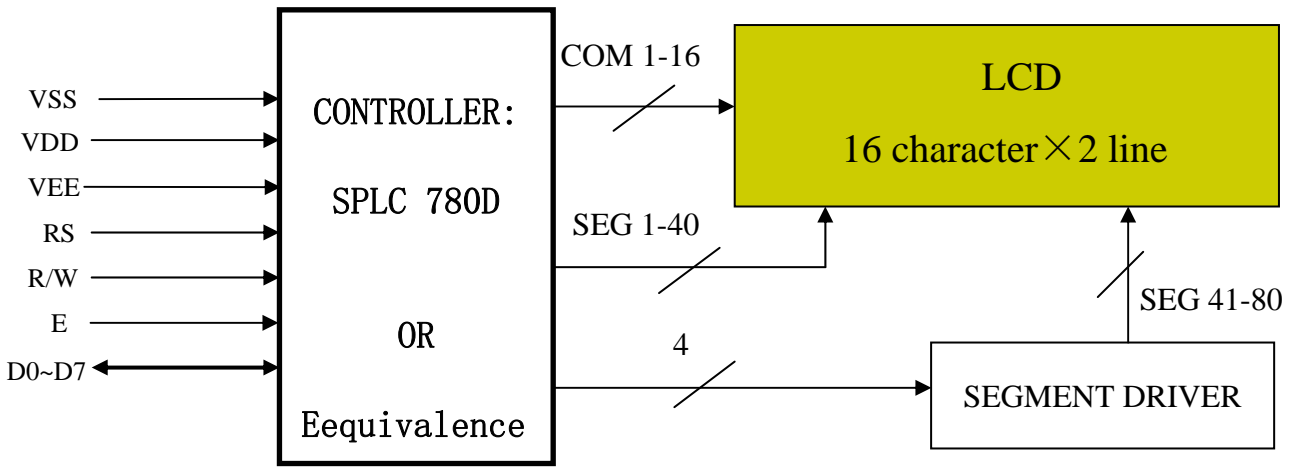 VSS
VDD
VEE
RS
R/W
E
D0~D7
CONTROLLER:
SPLC 780D
OR
Eequivalence
COM 1-16
SEG 1-40
4
LCD
16 character×2 line
SEG 41-80
SEGMENT DRIVER